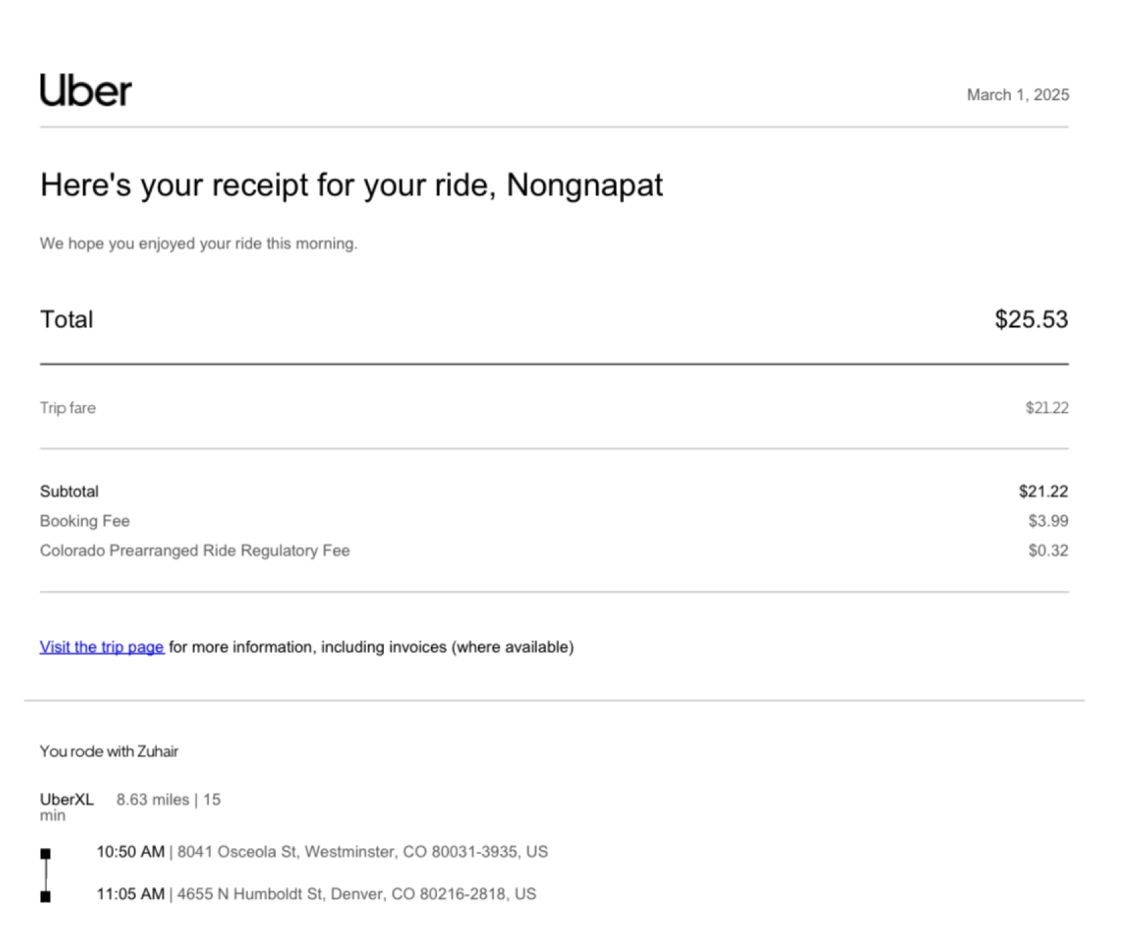 Uber
March 1, 2025
Here's your receipt for your ride, Nongnapat
We hope you enjoyed your ride this morning.
Total $25.53
Trip fare $21.22
Subtotal $21.22
Booking Fee $3.99
Colorado Prearranged Ride Regulatory Fee $0.32
Visit the trip page for more information, including invoices (where available)
You rode with Zuhair
UberXL 8.63 miles | 15
min
10:50 AM | 8041 Osceola St, Westminster, CO 80031-3935, US
11:05 AM | 4655 N Humboldt St, Denver, CO 80216-2818, US